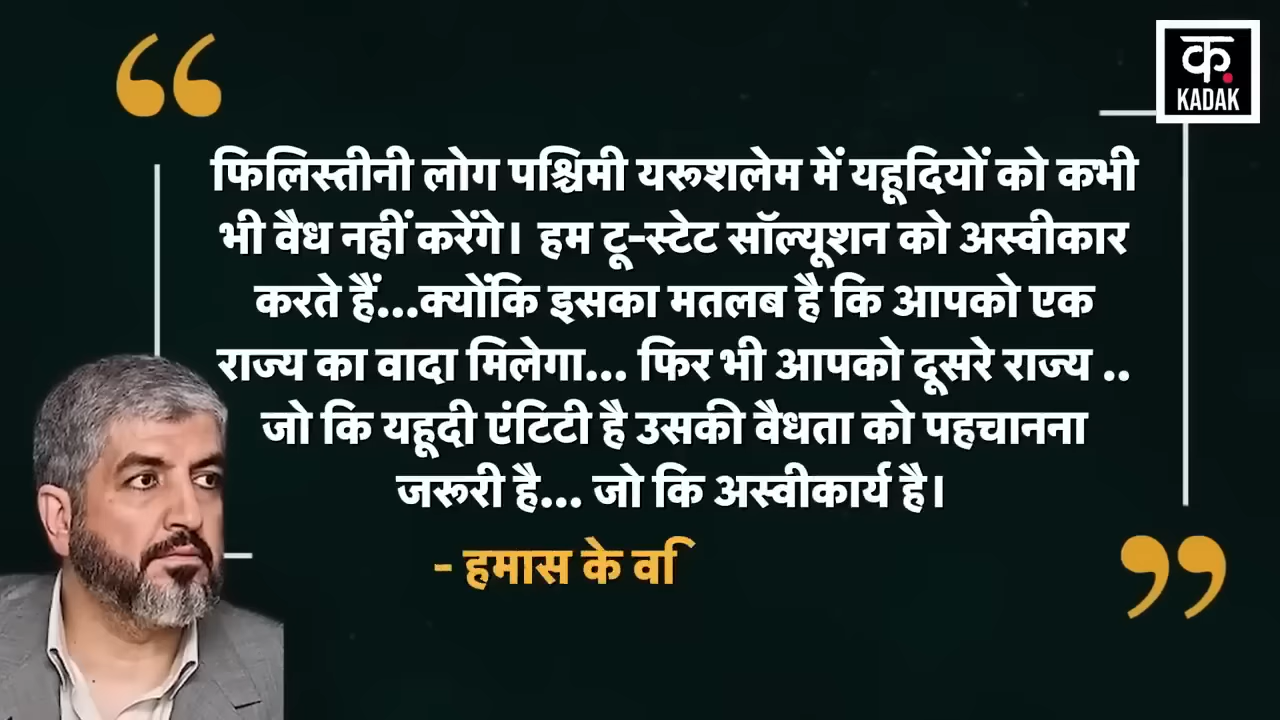 क
KADAK
फिलिस्तीनी लोग पश्चिमी यरूशलेम में यहूदियों को कभी
भी वैध नहीं करेंगे। हम टू-स्टेट सॉल्यूशन को अस्वीकार
करते हैं...क्योंकि इसका मतलब है कि आपको एक
राज्य का वादा मिलेगा... फिर भी आपको दूसरे राज्य ..
जो कि यहूदी एंटिटी है उसकी वैधता को पहचानना
जरूरी है... जो कि अस्वीकार्य है।
- हमास के